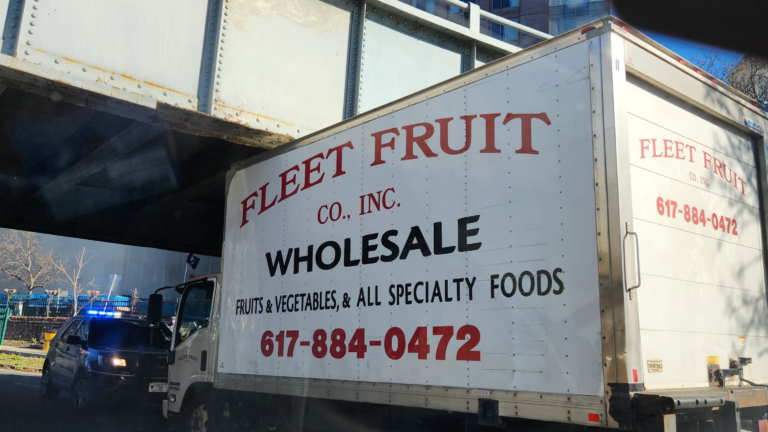 FLEET FRUIT
CO., INC.
WHOLESALE
FRUITS & VEGETABLES, & ALL SPECIALTY FOODS
617-884-0472
FLEET FRUIT
CO. INC.
617-884-0472